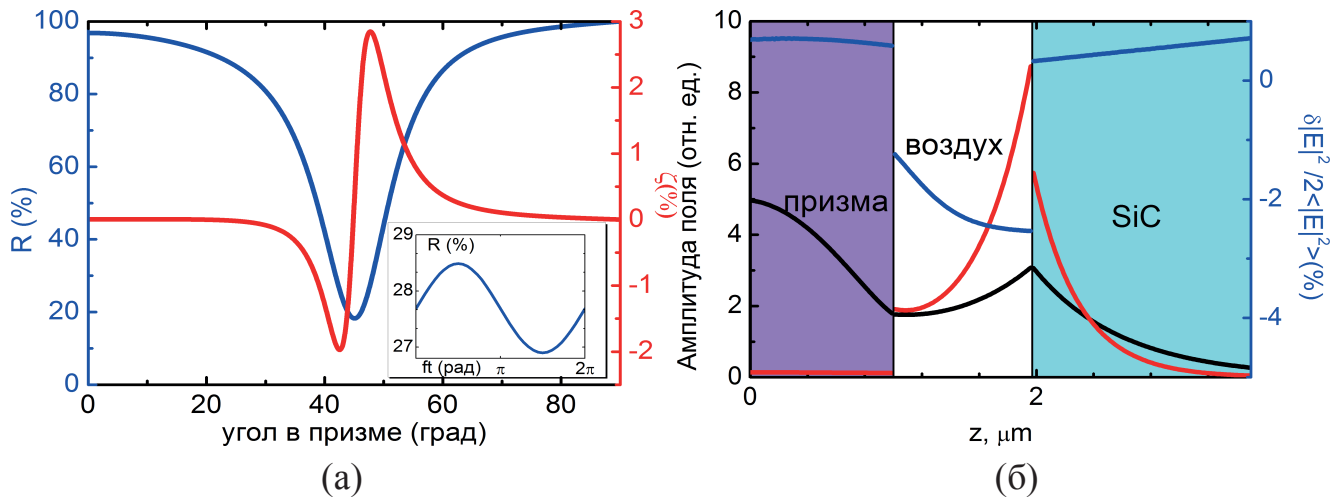 100
80
60
40
20
0
R (%)
0
20
40
60
80
угол в призме (град)
3
2
1
0
-1
-2
ζ(%)
29
28
27
R (%)
ft (рад)
π
2π
(а)
10
8
6
4
2
0
Амплитуда поля (отн. ед.)
призма
воздух
SiC
0
2
z, μm
0
-2
-4
δ|E|² /2<|E|²>(%)
(б)